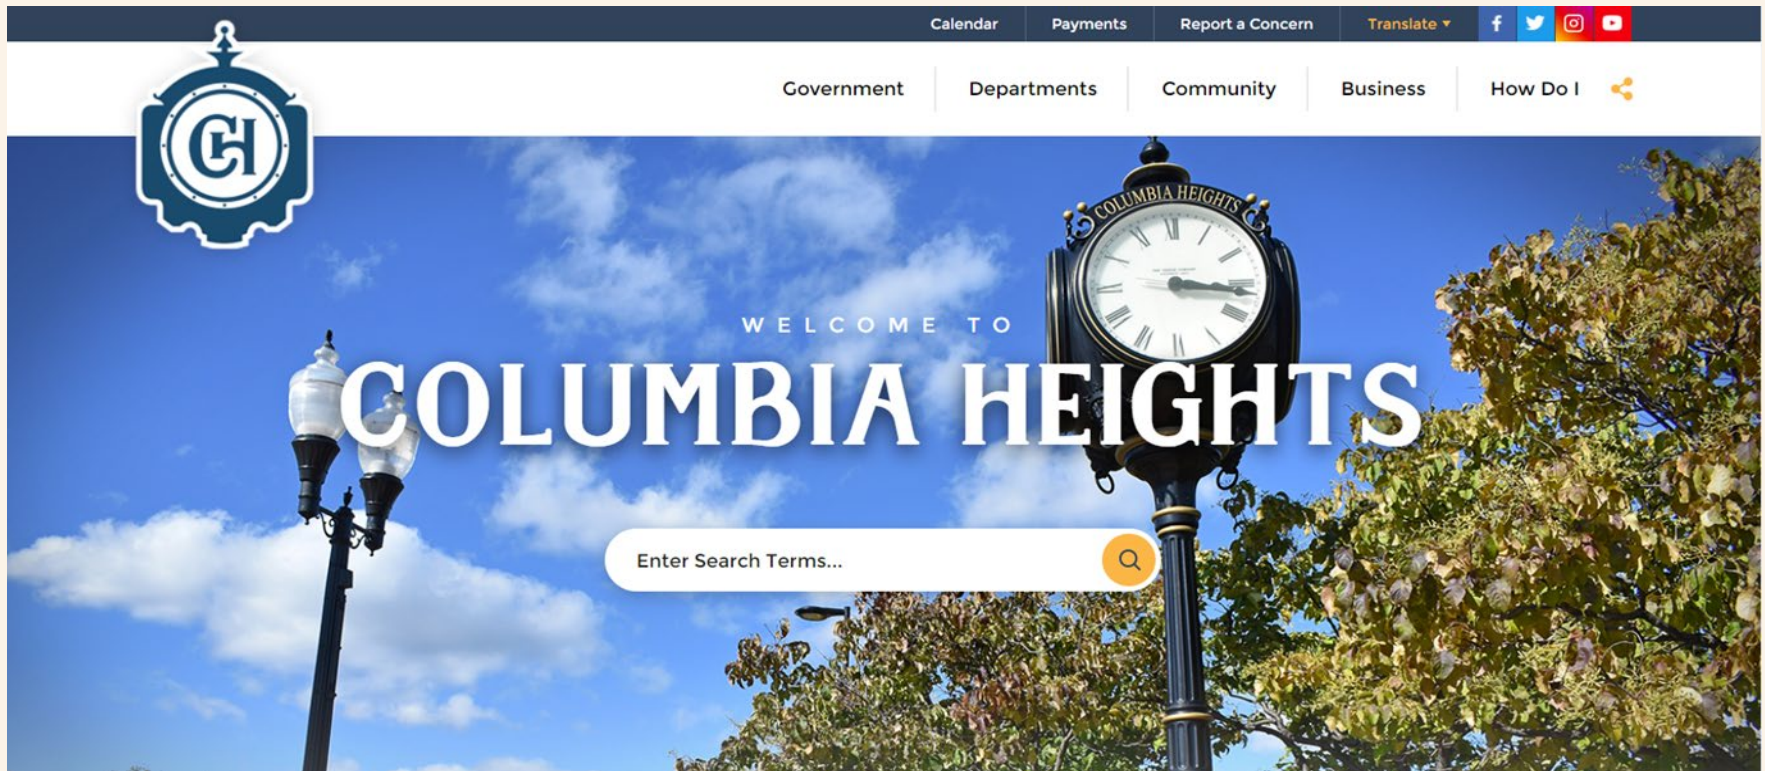 Calendar Payments Report a Concern Translate
Government Departments Community Business How Do I
CH
COLUMBIA HEIGHTS
WELCOME TO
COLUMBIA HEIGHTS
Enter Search Terms...